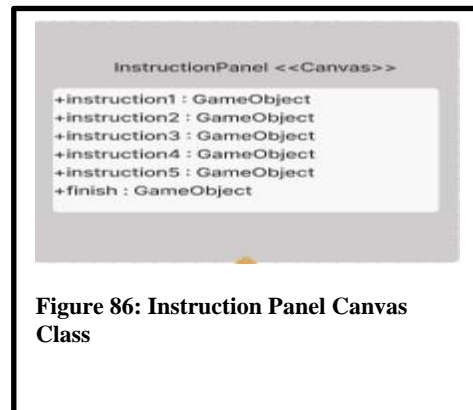 InstructionPanel <<Canvas>>
+instruction1 : GameObject
+instruction2 : GameObject
+instruction3 : GameObject
+instruction4 : GameObject
+instruction5 : GameObject
+finish : GameObject
Figure 86: Instruction Panel Canvas
Class